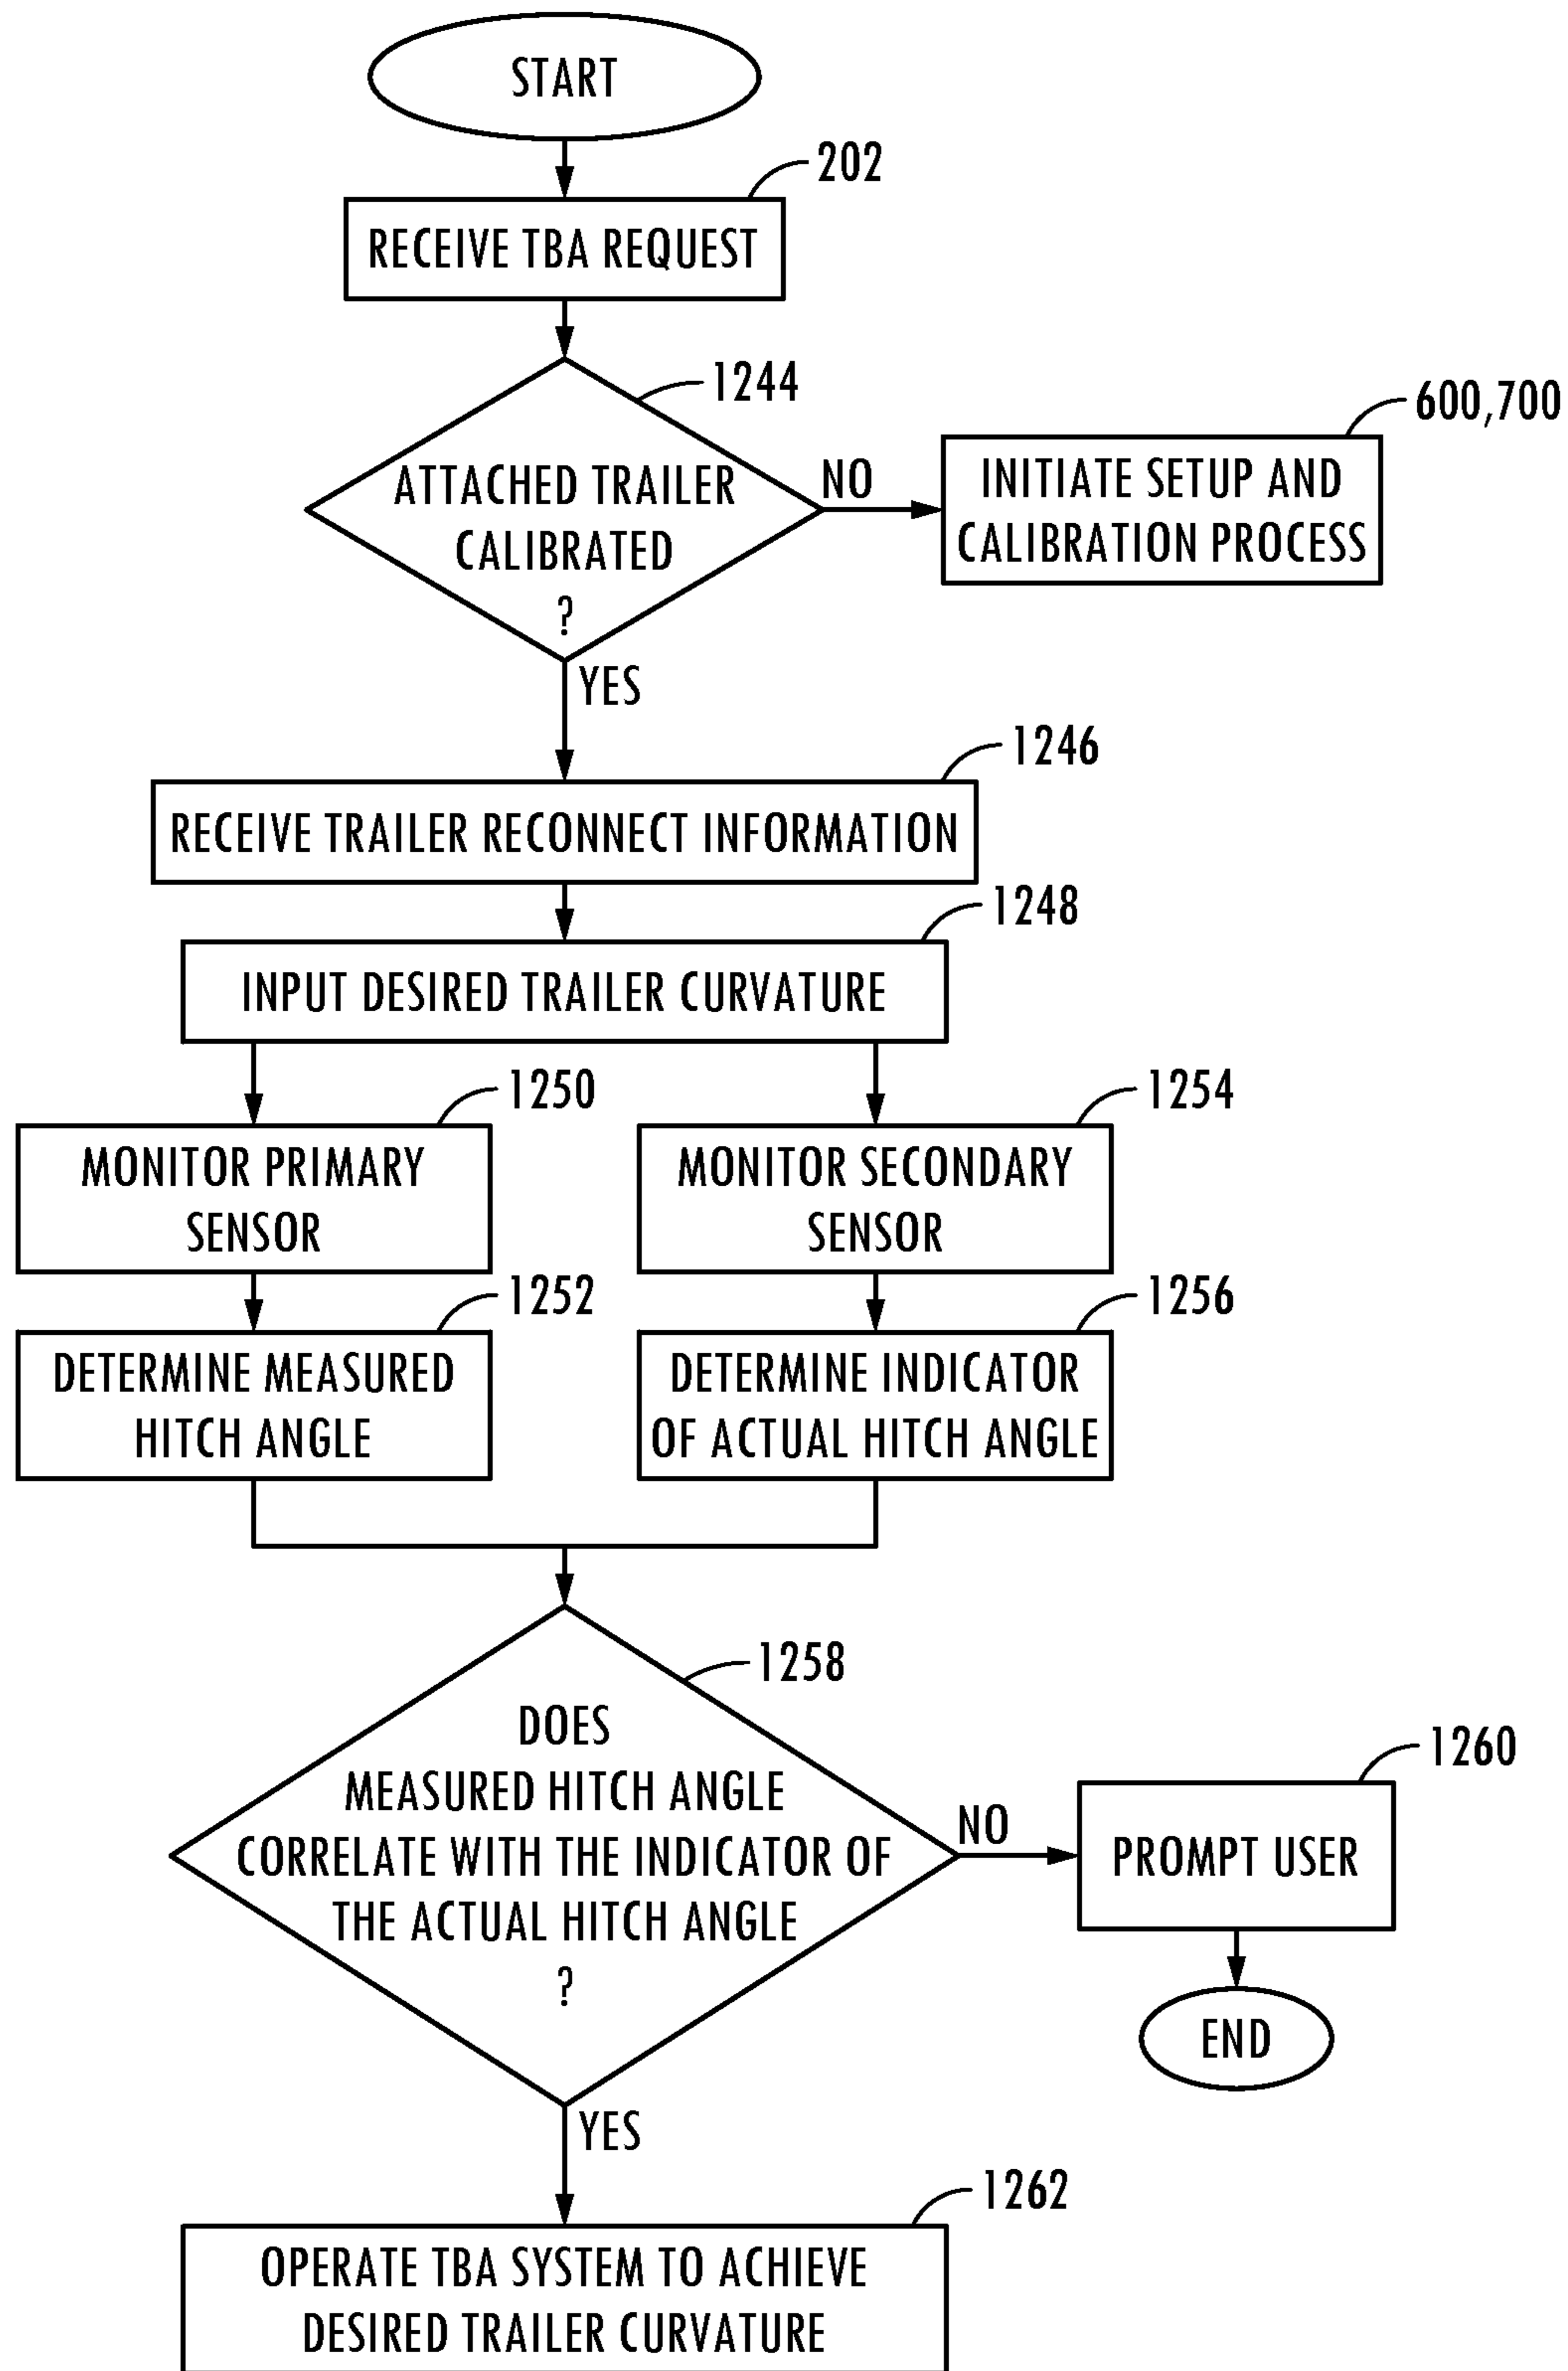 START
202
RECEIVE TBA REQUEST
1244
ATTACHED TRAILER
CALIBRATED
?
NO
600,700
INITIATE SETUP AND
CALIBRATION PROCESS
YES
1246
RECEIVE TRAILER RECONNECT INFORMATION
1248
INPUT DESIRED TRAILER CURVATURE
1250
MONITOR PRIMARY
SENSOR
1254
MONITOR SECONDARY
SENSOR
1252
DETERMINE MEASURED
HITCH ANGLE
1256
DETERMINE INDICATOR
OF ACTUAL HITCH ANGLE
1258
DOES
MEASURED HITCH ANGLE
CORRELATE WITH THE INDICATOR OF
THE ACTUAL HITCH ANGLE
?
NO
1260
PROMPT USER
END
YES
1262
OPERATE TBA SYSTEM TO ACHIEVE
DESIRED TRAILER CURVATURE